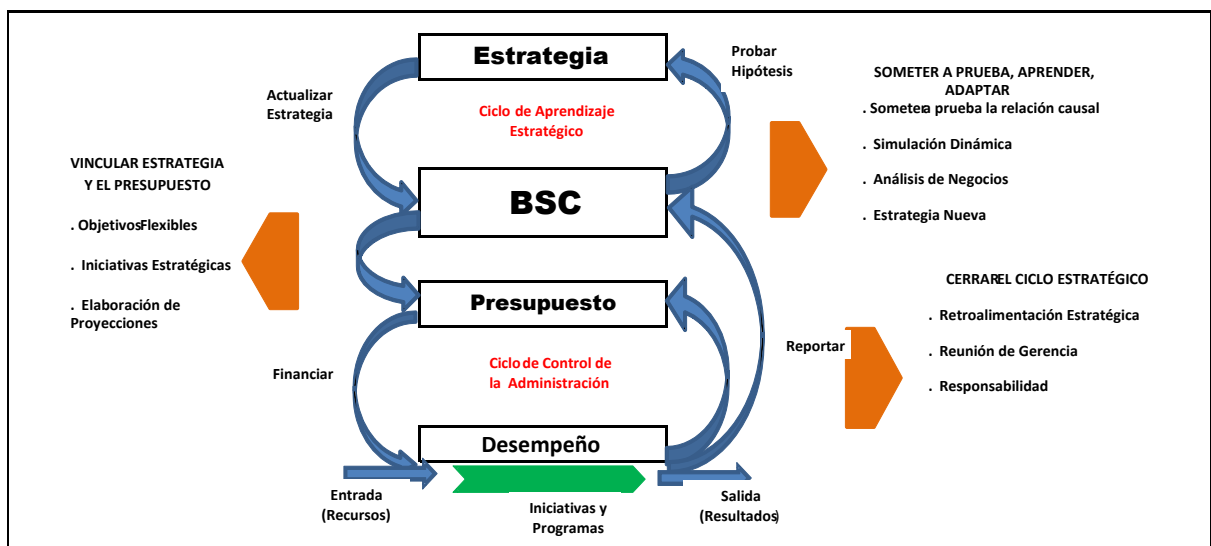 Estrategia
Probar
Hipótesis
Actualizar
Estrategia
Ciclo de Aprendizaje
Estratégico
SOMETER A PRUEBA, APRENDER,
ADAPTAR
. Sometera prueba la relación causal
. Simulación Dinámica
. Análisis de Negocios
. Estrategia Nueva
VINCULAR ESTRATEGIA
Y EL PRESUPUESTO
. ObjetivosFlexibles
. Iniciativas Estratégicas
. Elaboración de
Proyecciones
BSC
Presupuesto
CERRAREL CICLO ESTRATÉGICO
. Retroalimentación Estratégica
. Reunión de Gerencia
. Responsabilidad
Reportar
Financiar
Ciclo de Control de
la Administración
Desempeño
Entrada
(Recursos)
Iniciativas y
Programas
Salida
(Resultados)